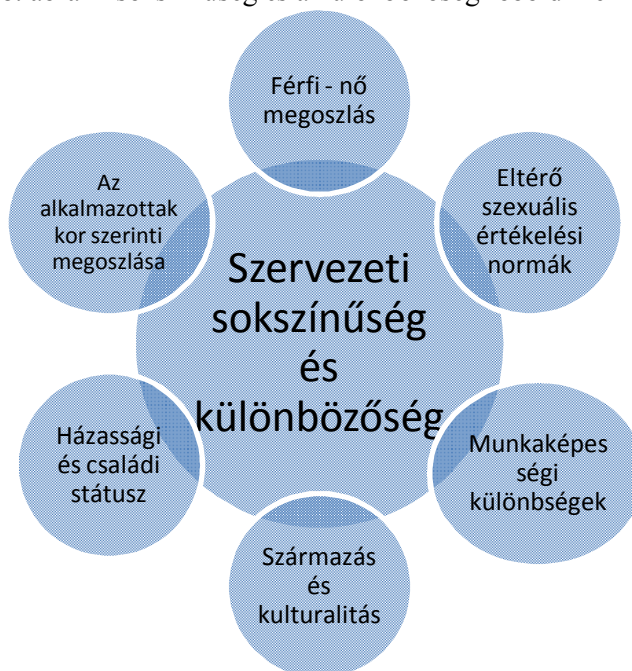 Férfi - nő
megoszlás
Eltérő
szexuális
értékelési
normák
Munkaképes
ségi
különbségek
Származás
és
kulturalitás
Házassági
és családi
státusz
Az
alkalmazottak
kor szerinti
megoszlása
Szervezeti
sokszínűség
és
különbözőség